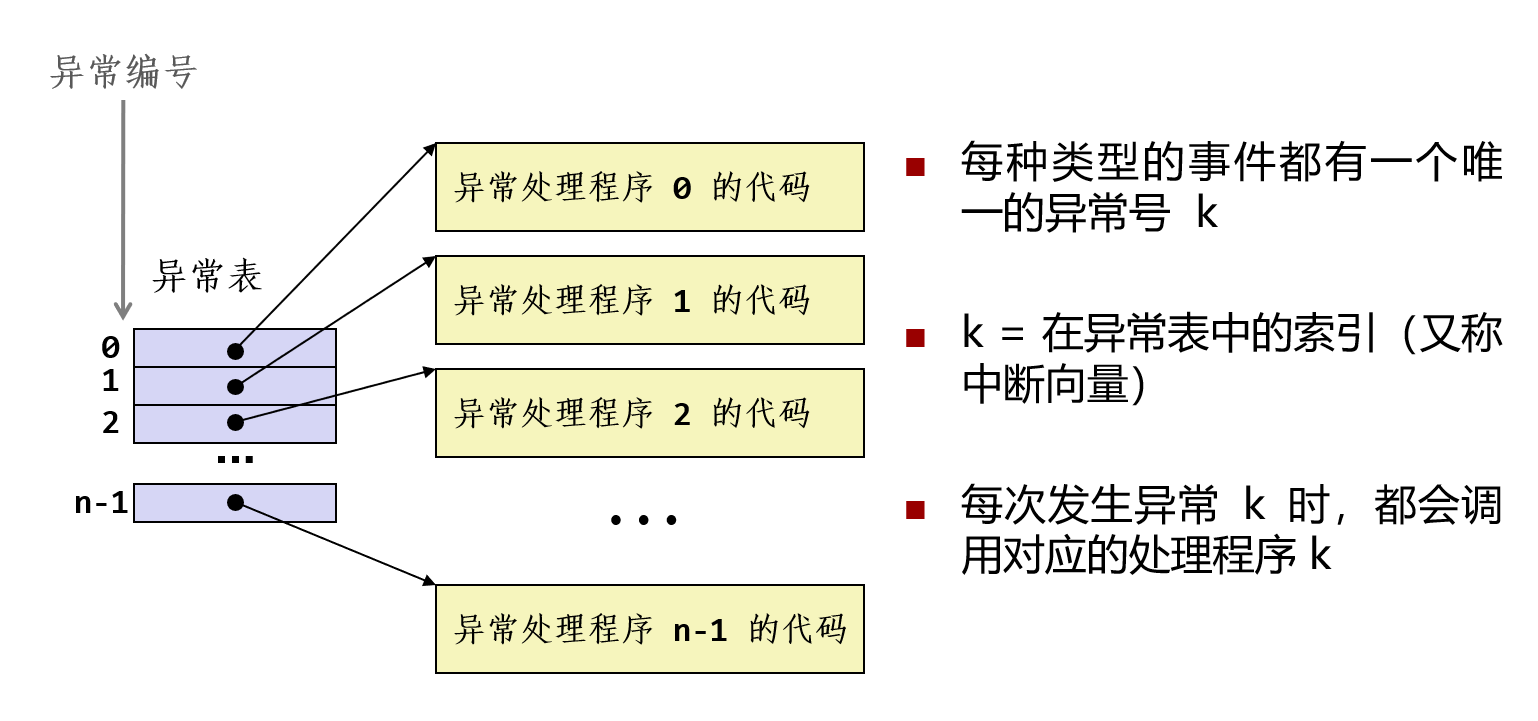 异常编号
异常表
0
1
2
...
n-1
异常处理程序 0 的代码
异常处理程序 1 的代码
异常处理程序 2 的代码
...
异常处理程序 n-1 的代码
每种类型的事件都有一个唯
一的异常号 k
k = 在异常表中的索引（又称
中断向量）
每次发生异常 k 时，都会调
用对应的处理程序 k